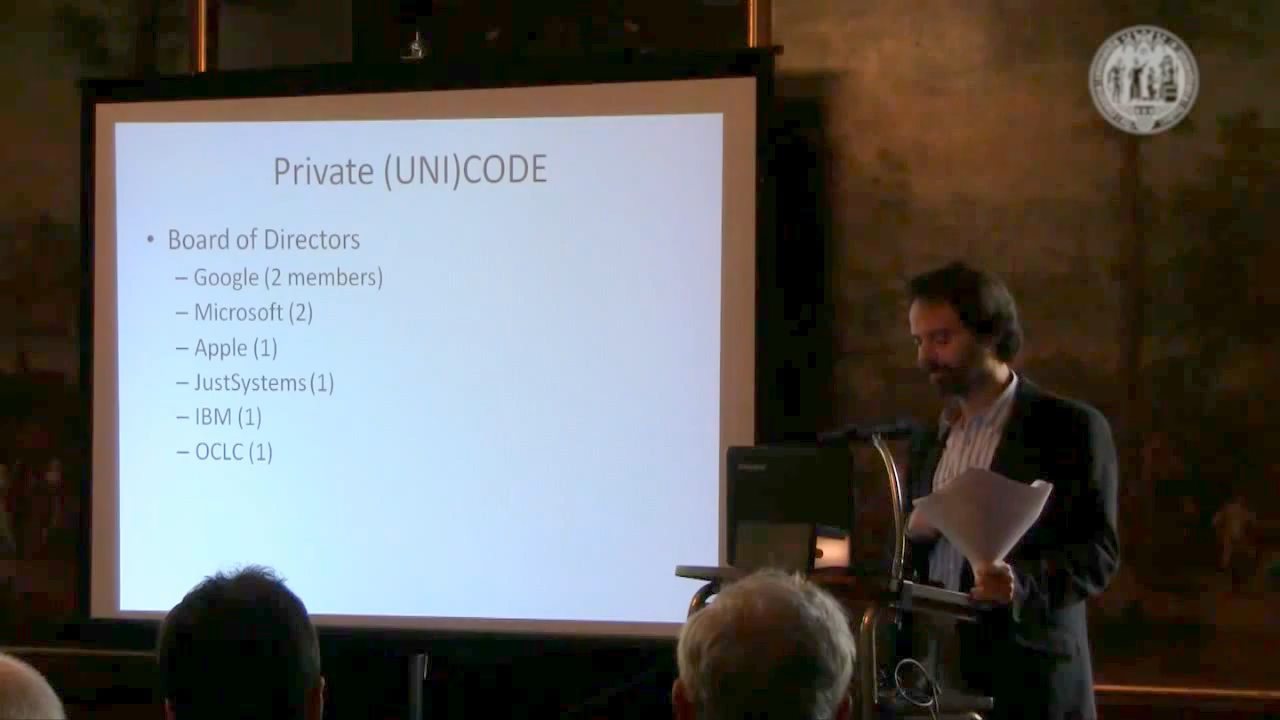 Private (UNI)CODE
• Board of Directors
– Google (2 members)
– Microsoft (2)
– Apple (1)
– JustSystems (1)
– IBM (1)
– OCLC (1)